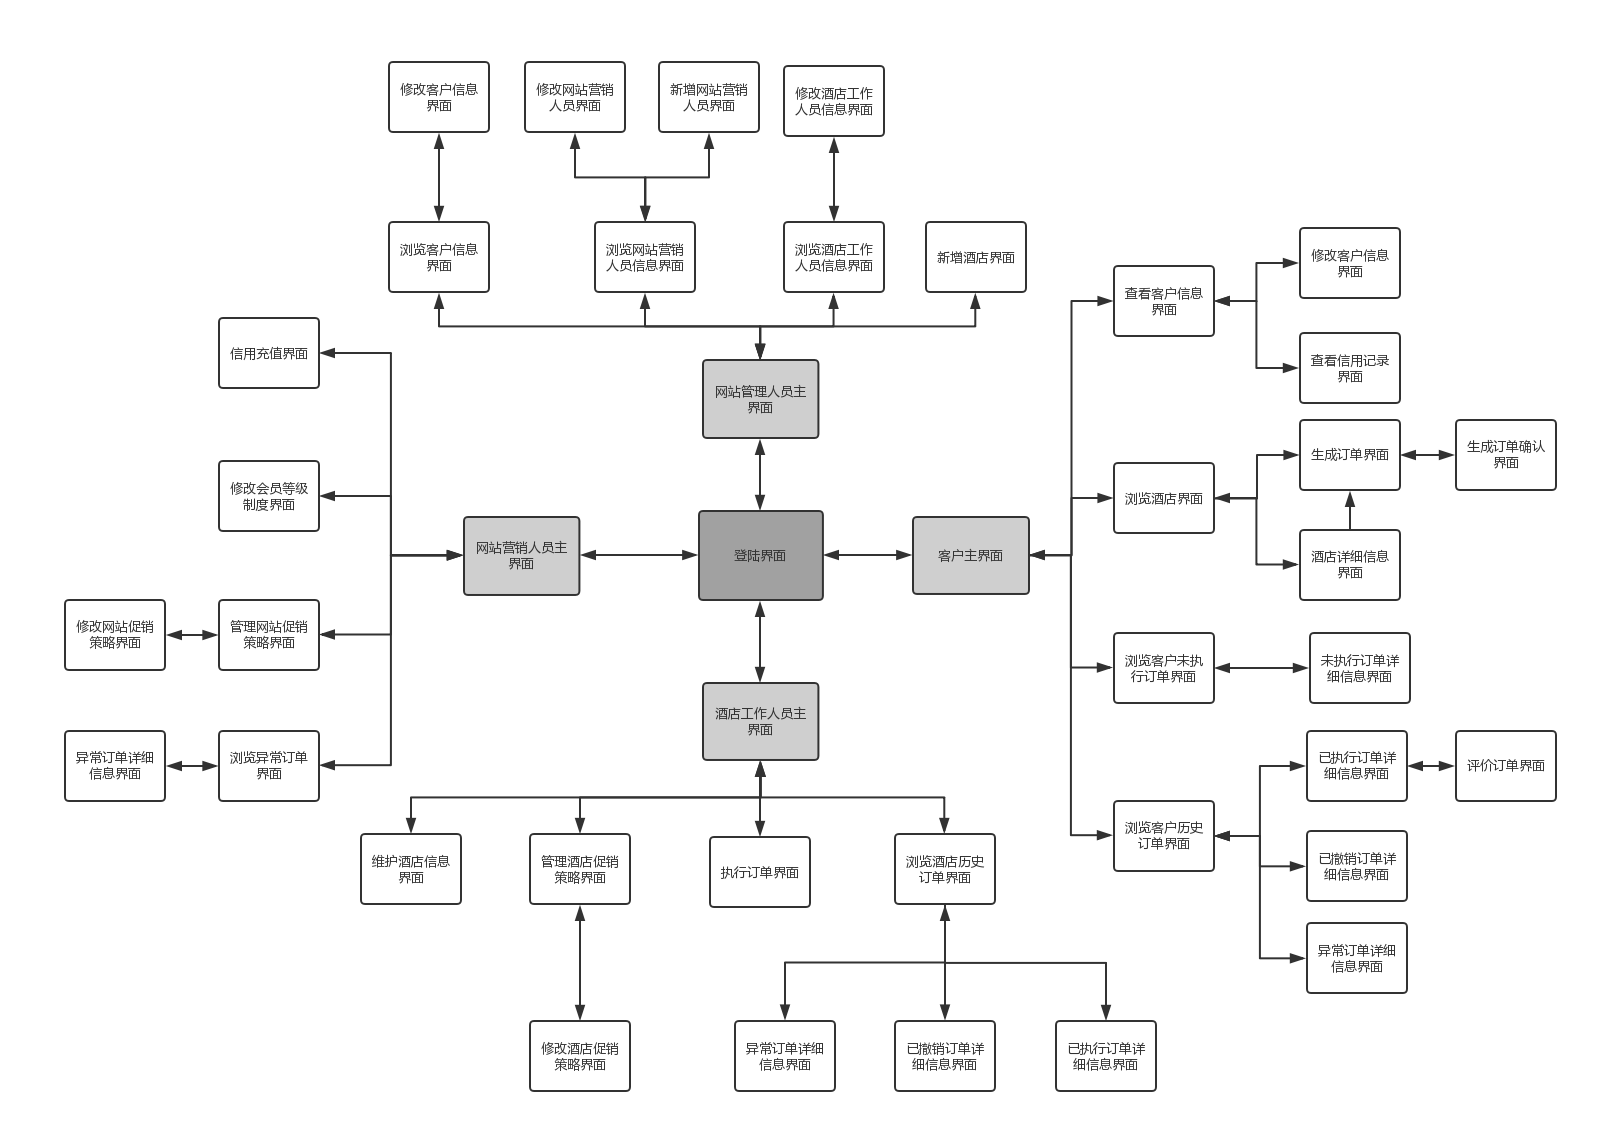 修改客户信息
界面
修改网站营销
人员界面
新增网站营销
人员界面
修改酒店工作
人员信息界面
浏览客户信息
界面
浏览网站营销
人员信息界面
浏览酒店工作
人员信息界面
新增酒店界面
查看客户信息
界面
修改客户信息
界面
信用充值界面
查看信用记录
界面
网站管理人员主
界面
修改会员等级
制度界面
浏览酒店界面
生成订单界面
生成订单确认
界面
网站营销人员主
界面
登陆界面
客户主界面
酒店详细信息
界面
修改网站促销
策略界面
管理网站促销
策略界面
浏览客户未执
行订单界面
未执行订单详
细信息界面
酒店工作人员主
界面
异常订单详细
信息界面
浏览异常订单
界面
已执行订单详
细信息界面
评价订单界面
浏览客户历史
订单界面
维护酒店信息
界面
管理酒店促销
策略界面
执行订单界面
浏览酒店历史
订单界面
已撤销订单详
细信息界面
异常订单详细
信息界面
修改酒店促销
策略界面
异常订单详细
信息界面
已撤销订单详
细信息界面
已执行订单详
细信息界面